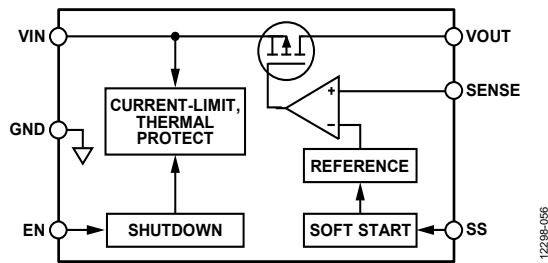 VIN
VOUT
CURRENT-LIMIT,
THERMAL
PROTECT
+
−
SENSE
GND
REFERENCE
EN
SHUTDOWN
SOFT START
SS
12298-056